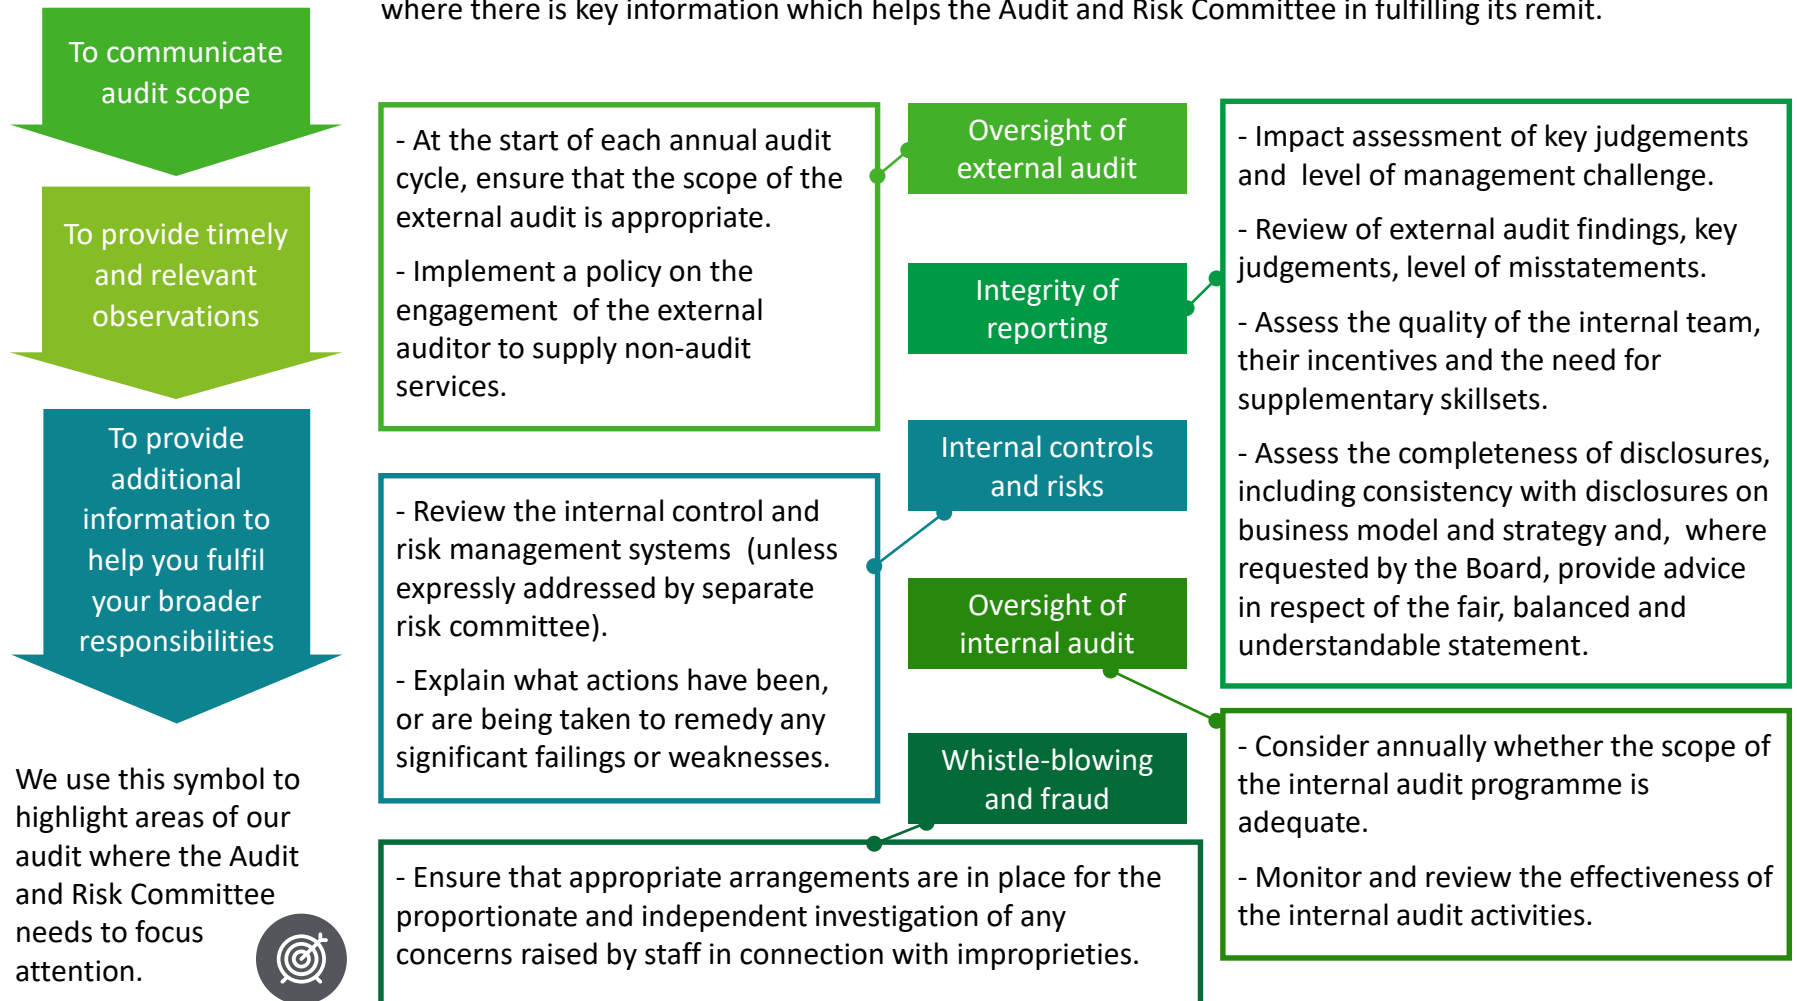 where there is key information which helps the Audit and Risk Committee in fulfilling its remit.
To communicate
audit scope
To provide timely
and relevant
observations
To provide
additional
information to
help you fulfil
your broader
responsibilities
We use this symbol to
highlight areas of our
audit where the Audit
and Risk Committee
needs to focus
attention.
- At the start of each annual audit
cycle, ensure that the scope of the
external audit is appropriate.
- Implement a policy on the
engagement of the external
auditor to supply non-audit
services.
- Review the internal control and
risk management systems (unless
expressly addressed by separate
risk committee).
- Explain what actions have been,
or are being taken to remedy any
significant failings or weaknesses.
- Ensure that appropriate arrangements are in place for the
proportionate and independent investigation of any
concerns raised by staff in connection with improprieties.
Oversight of
external audit
Integrity of
reporting
Internal controls
and risks
Oversight of
internal audit
Whistle-blowing
and fraud
- Impact assessment of key judgements
and level of management challenge.
- Review of external audit findings, key
judgements, level of misstatements.
- Assess the quality of the internal team,
their incentives and the need for
supplementary skillsets.
- Assess the completeness of disclosures,
including consistency with disclosures on
business model and strategy and, where
requested by the Board, provide advice
in respect of the fair, balanced and
understandable statement.
- Consider annually whether the scope of
the internal audit programme is
adequate.
- Monitor and review the effectiveness of
the internal audit activities.